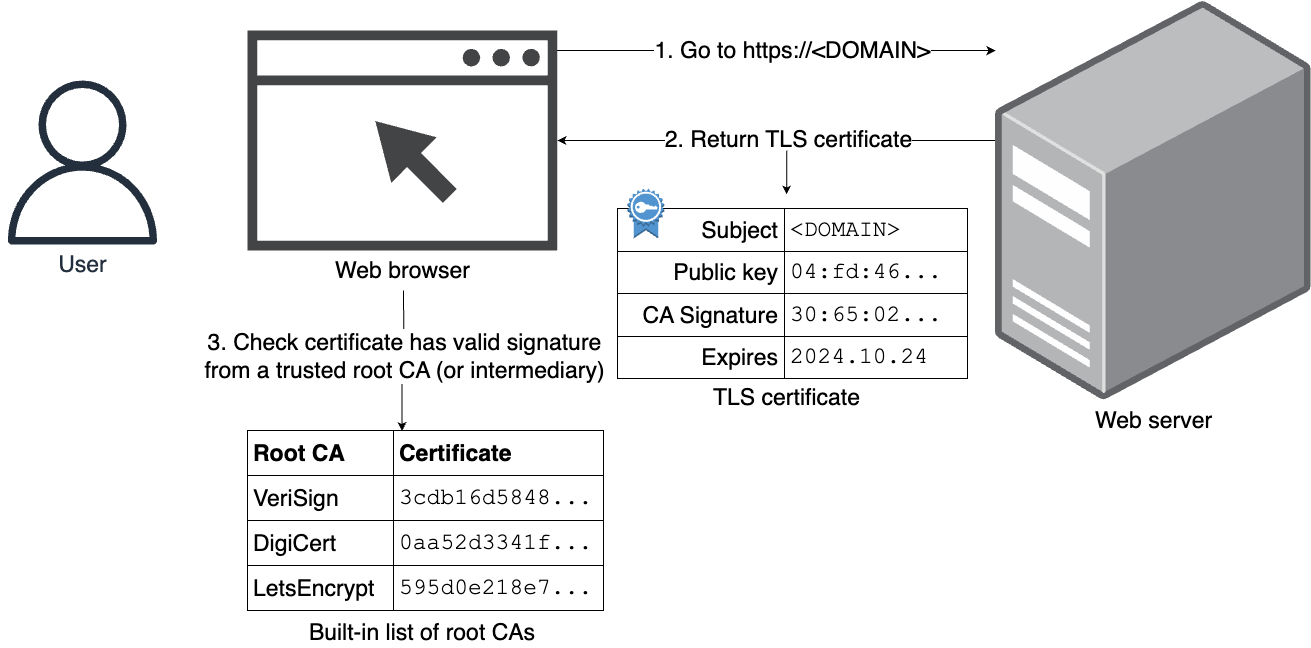 1. Go to https://<DOMAIN>
2. Return TLS certificate
Subject <DOMAIN>
Public key 04:fd:46...
CA Signature 30:65:02...
Expires 2024.10.24
TLS certificate
User
Web browser
Web server
3. Check certificate has valid signature
from a trusted root CA (or intermediary)
Root CA Certificate
VeriSign 3cdb16d5848...
DigiCert 0aa52d3341f...
LetsEncrypt 595d0e218e7...
Built-in list of root CAs